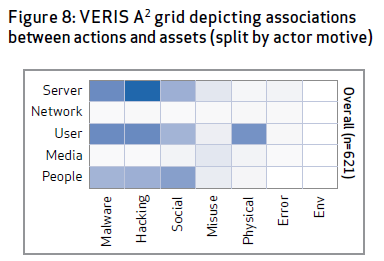 Figure 8: VERIS A² grid depicting associations
between actions and assets (split by actor motive)
Server
Network
User
Media
People
Overall (n=621)
Malware
Hacking
Social
Misuse
Physical
Error
Env